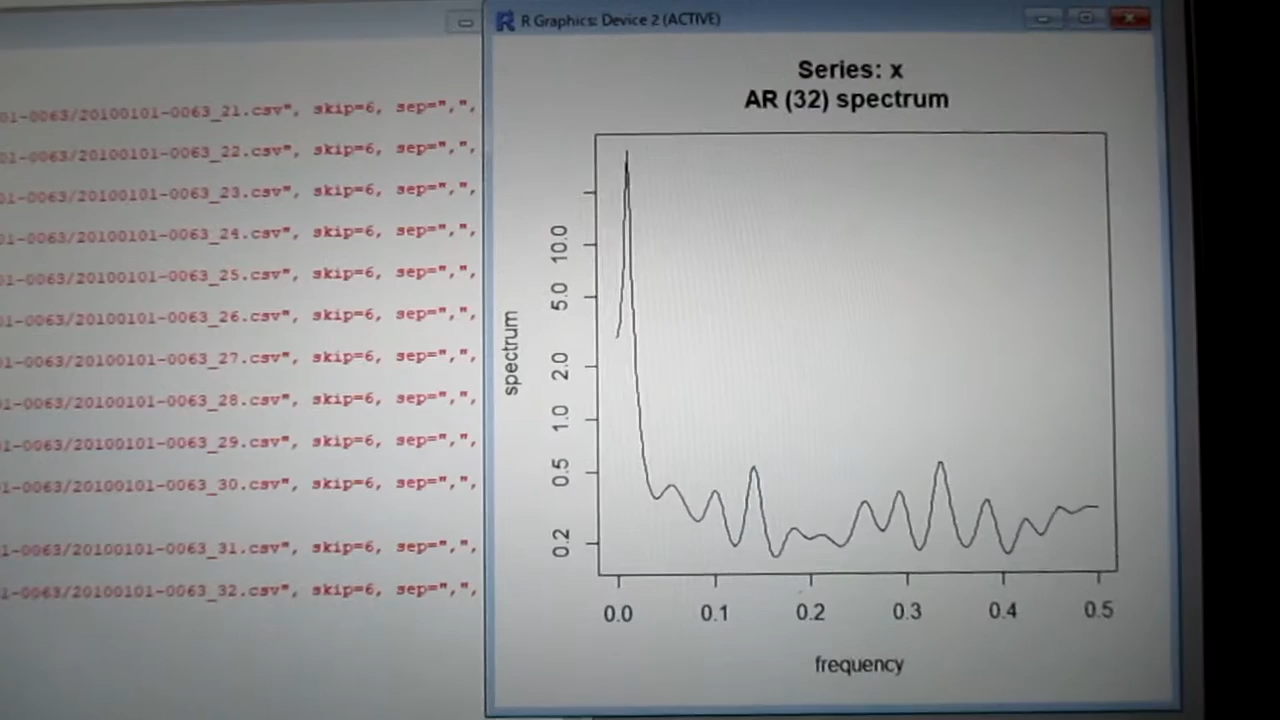 01-0063/20100101-0063_21.csv", skip=6, sep=",",
01-0063/20100101-0063_22.csv", skip=6, sep=",",
01-0063/20100101-0063_23.csv", skip=6, sep=",",
01-0063/20100101-0063_24.csv", skip=6, sep=",",
01-0063/20100101-0063_25.csv", skip=6, sep=",",
01-0063/20100101-0063_26.csv", skip=6, sep=",",
1-0063/20100101-0063_27.csv", skip=6, sep=",",
1-0063/20100101-0063_28.csv", skip=6, sep=",",
1-0063/20100101-0063_29.csv", skip=6, sep=",",
1-0063/20100101-0063_30.csv", skip=6, sep=",",
1-0063/20100101-0063_31.csv", skip=6, sep=",",
1-0063/20100101-0063_32.csv", skip=6, sep=",",
R Graphics: Device 2 (ACTIVE)
Series: x
AR (32) spectrum
spectrum
10.0
5.0
2.0
1.0
0.5
0.2
0.0 0.1 0.2 0.3 0.4 0.5
frequency